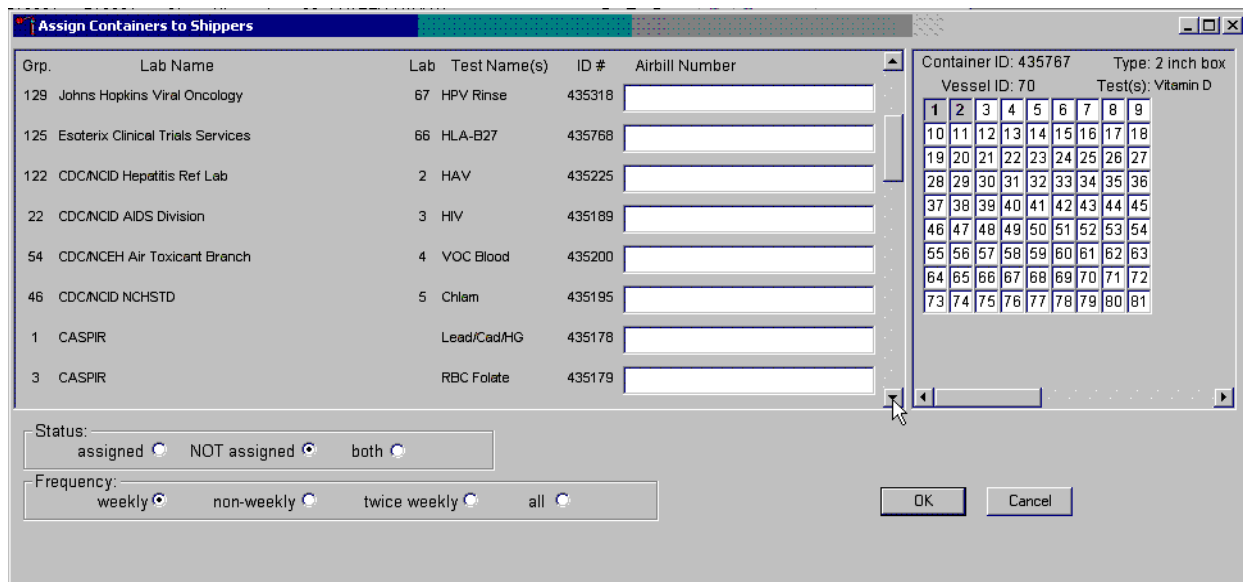 Assign Containers to Shippers
Grp. Lab Name Lab Test Name(s) ID # Airbill Number
129 Johns Hopkins Viral Oncology 67 HPV Rinse 435318
125 Esoterix Clinical Trials Services 66 HLA-B27 435768
122 CDC/NCID Hepatitis Ref Lab 2 HAV 435225
22 CDC/NCID AIDS Division 3 HIV 435189
54 CDC/NCEH Air Toxicant Branch 4 VOC Blood 435200
46 CDC/NCID NCHSTD 5 Chlam 435195
1 CASPIR Lead/Cad/HG 435178
3 CASPIR RBC Folate 435179
Container ID: 435767 Type: 2 inch box
Vessel ID: 70 Test(s): Vitamin D
1 2 3 4 5 6 7 8 9
10 11 12 13 14 15 16 17 18
19 20 21 22 23 24 25 26 27
28 29 30 31 32 33 34 35 36
37 38 39 40 41 42 43 44 45
46 47 48 49 50 51 52 53 54
55 56 57 58 59 60 61 62 63
64 65 66 67 68 69 70 71 72
73 74 75 76 77 78 79 80 81
Status:
assigned NOT assigned both
Frequency:
weekly non-weekly twice weekly all
OK Cancel